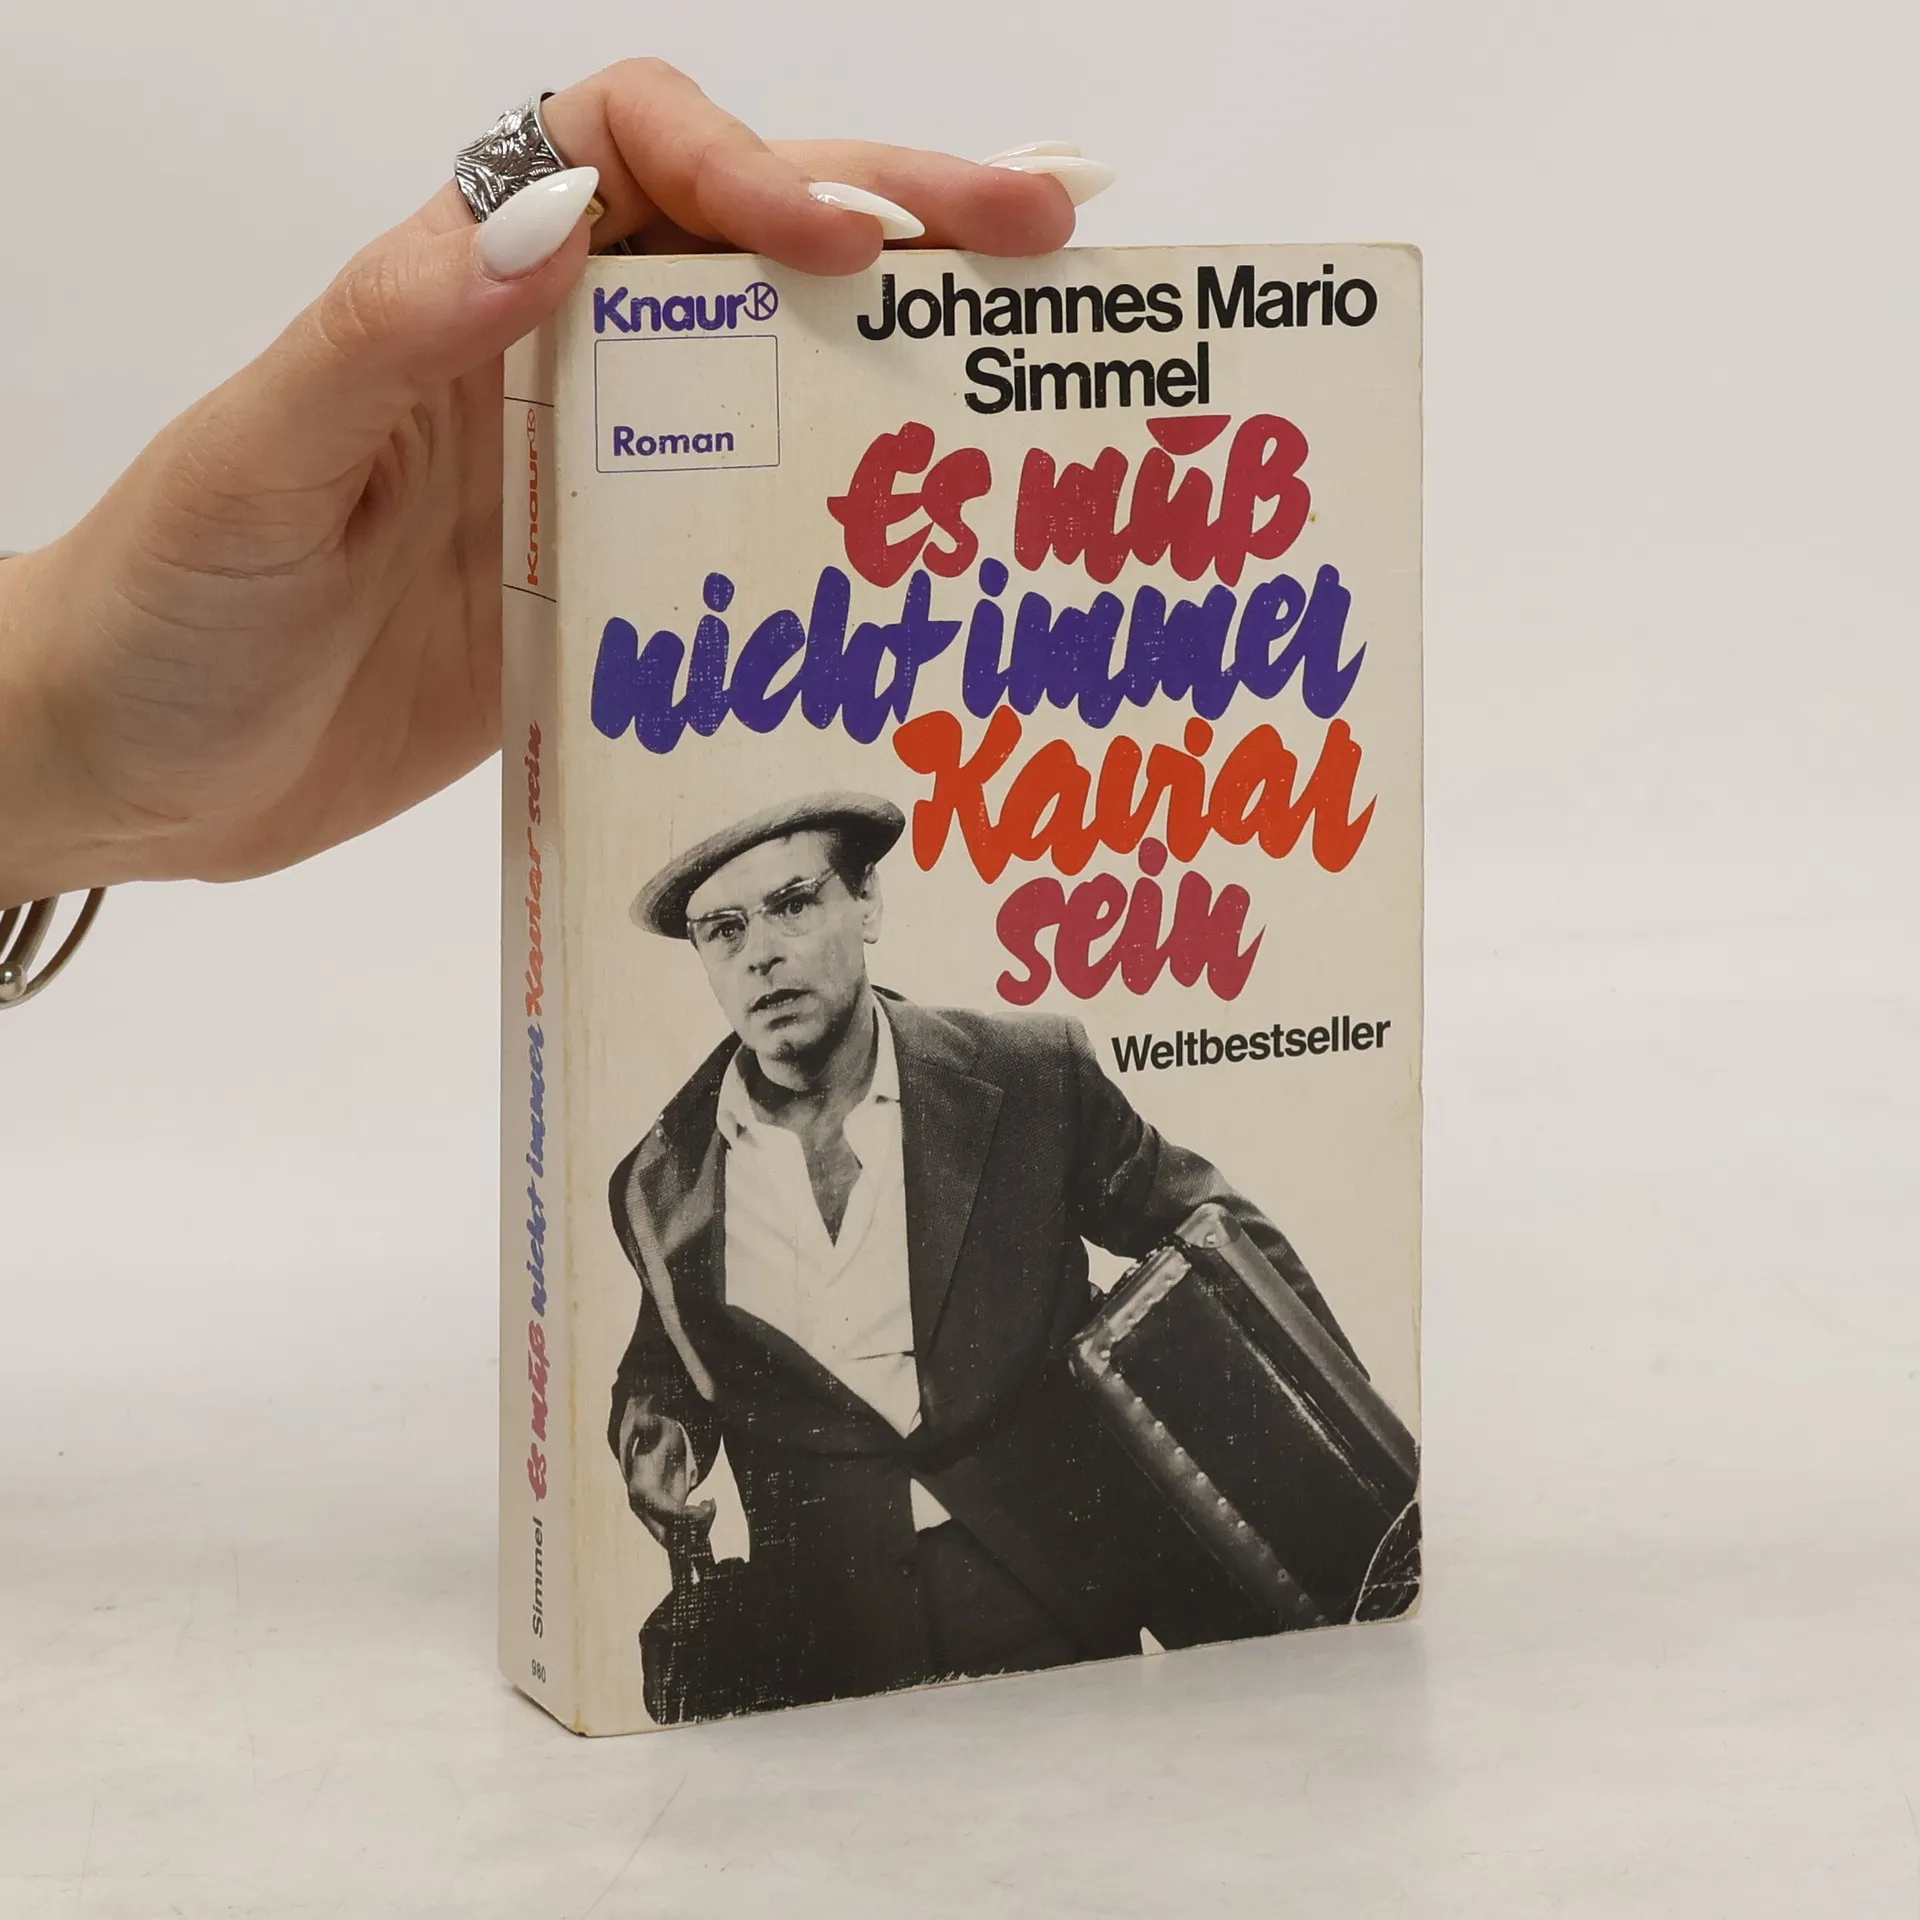 Knaur
Roman
Johannes Mario
Simmel
Es muß
nicht immer
Kaviar
sein
Weltbestseller
Knaur
Simmel Es muß nicht immer Kaviar sein
980